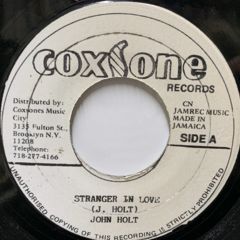 coxsone
RECORDS
Distributed by:
Coxsones Music
City
3135 Fulton St.,
Brooklyn N.Y.
11208
Telephone:
718-277-4166
CN
JAMREC MUSIC
MADE IN
JAMAICA
SIDE A
STRANGER IN LOVE
(J. HOLT)
JOHN HOLT
UNAUTHORISED COPYING OF THIS RECORDING IS STRICTLY PROHIBITED